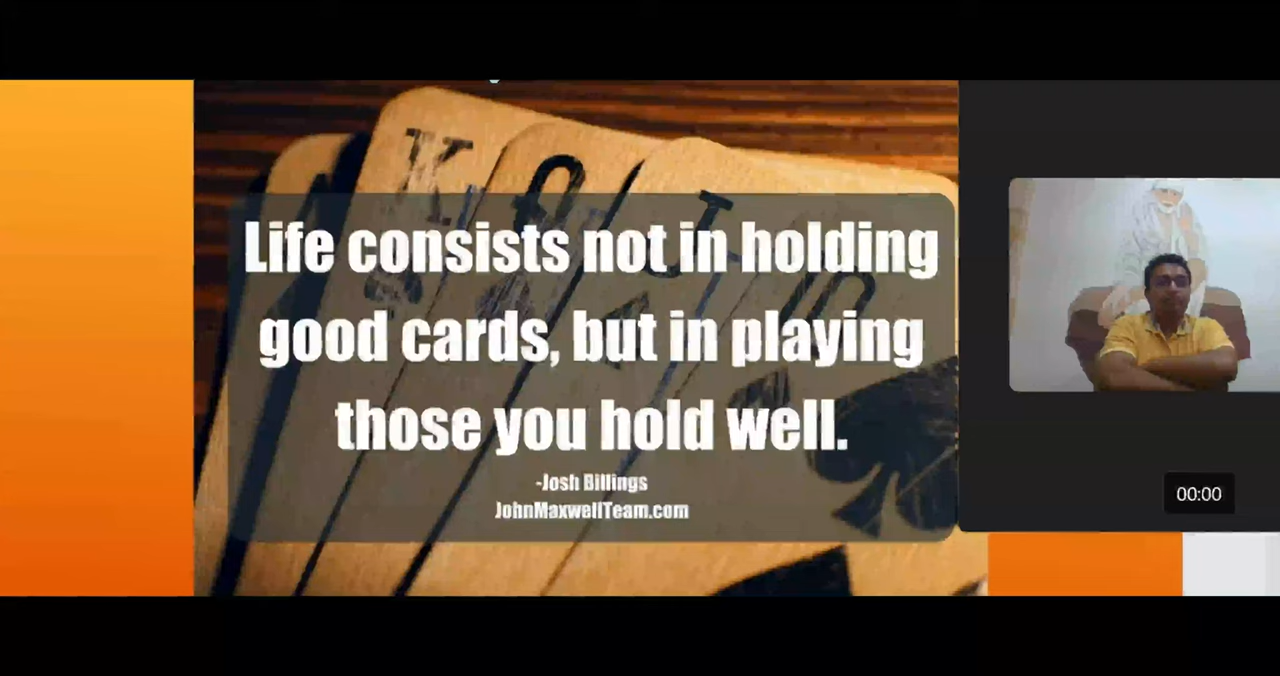 K
Q
J
10
Life consists not in holding
good cards, but in playing
those you hold well.
-Josh Billings
JohnMaxwellTeam.com
00:00